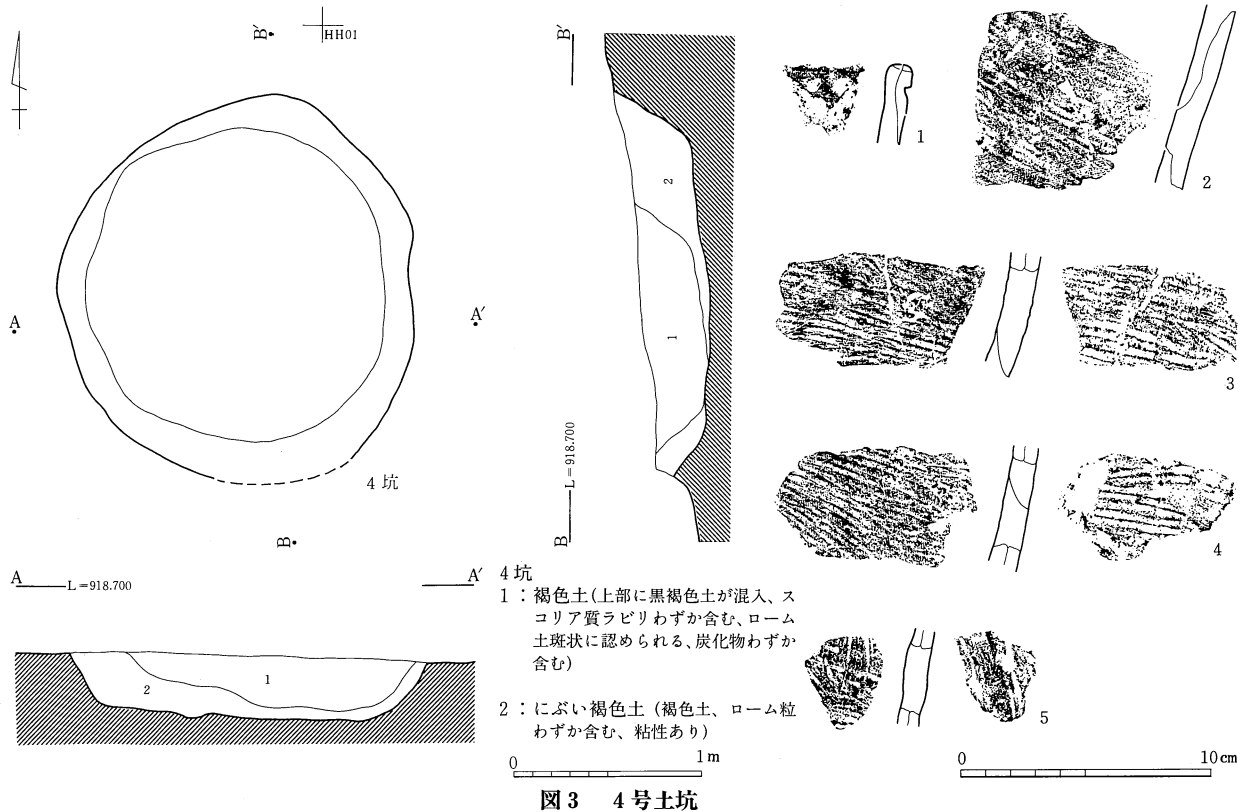 B′
HH01
A
A′
4坑
B
B′
2
1
L=918.700
B
A
L=918.700
A′
2
1
4坑
1：褐色土(上部に黒褐色土が混入、ス
コリア質ラピリわずか含む、ローム
土斑状に認められる、炭化物わずか
含む)
2：にぶい褐色土（褐色土、ローム粒
わずか含む、粘性あり）
0 1m
1
2
3
4
5
0 10cm
図3 4号土坑